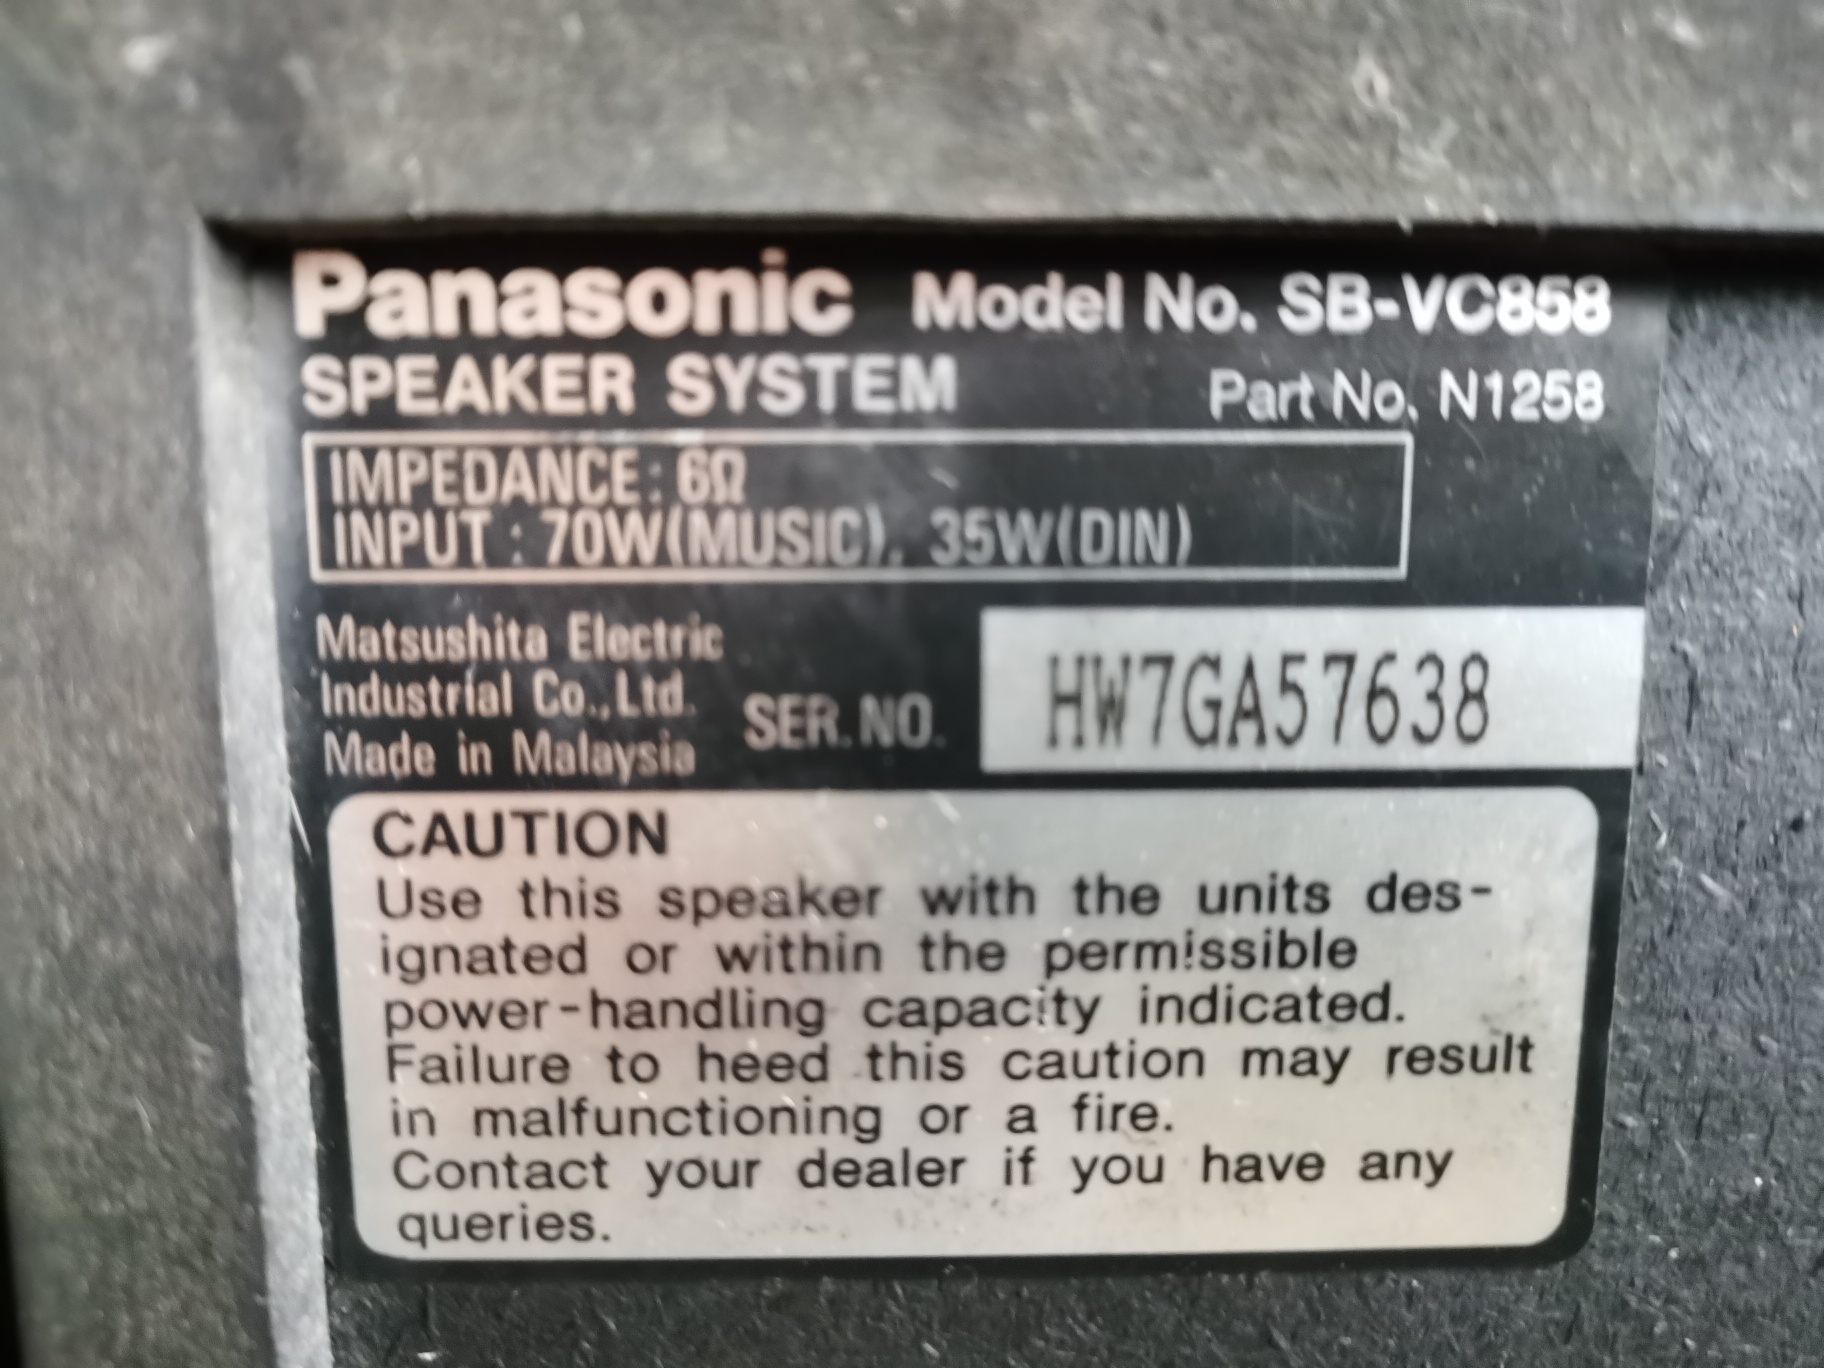 Panasonic Model No. SB-VC858
SPEAKER SYSTEM Part No. N1258
IMPEDANCE : 6Ω
INPUT : 70W(MUSIC), 35W(DIN)
Matsushita Electric
Industrial Co., Ltd.
Made in Malaysia
SER. NO. HW7GA57638
CAUTION
Use this speaker with the units des-
ignated or within the permissible
power-handling capacity indicated.
Failure to heed this caution may result
in malfunctioning or a fire.
Contact your dealer if you have any
queries.